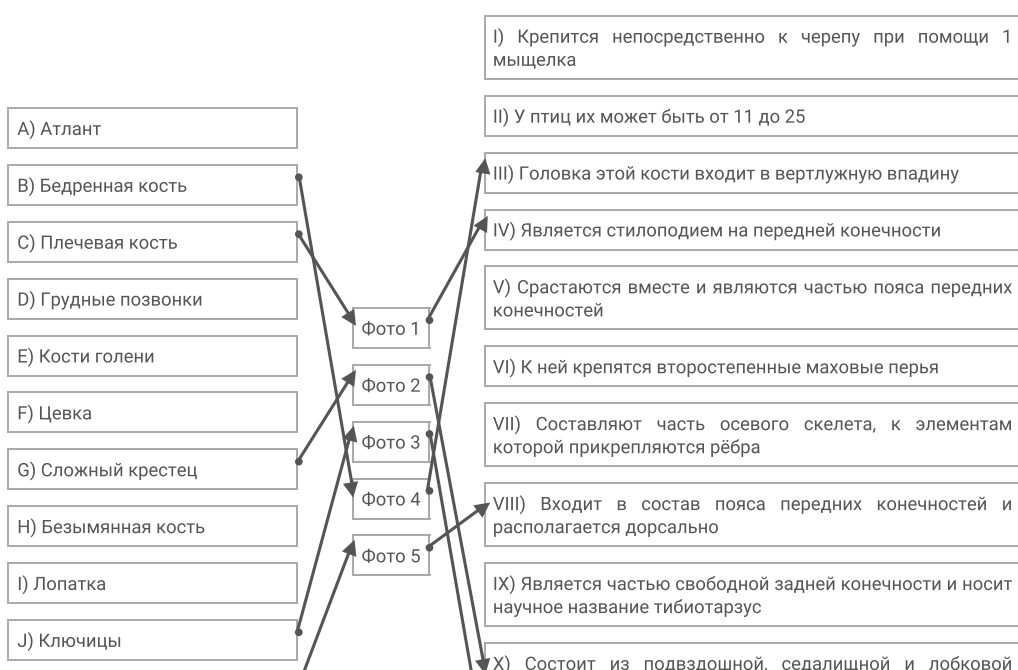 A) Атлант
B) Бедренная кость
C) Плечевая кость
D) Грудные позвонки
E) Кости голени
F) Цевка
G) Сложный крестец
H) Безымянная кость
I) Лопатка
J) Ключицы
Фото 1
Фото 2
Фото 3
Фото 4
Фото 5
I) Крепится непосредственно к черепу при помощи 1
мыщелка
II) У птиц их может быть от 11 до 25
III) Головка этой кости входит в вертлужную впадину
IV) Является стилоподием на передней конечности
V) Срастаются вместе и являются частью пояса передних
конечностей
VI) К ней крепятся второстепенные маховые перья
VII) Составляют часть осевого скелета, к элементам
которой прикрепляются рёбра
VIII) Входит в состав пояса передних конечностей и
располагается дорсально
IX) Является частью свободной задней конечности и носит
научное название тибиотарзус
X) Состоит из подвздошной, седалищной и лобковой